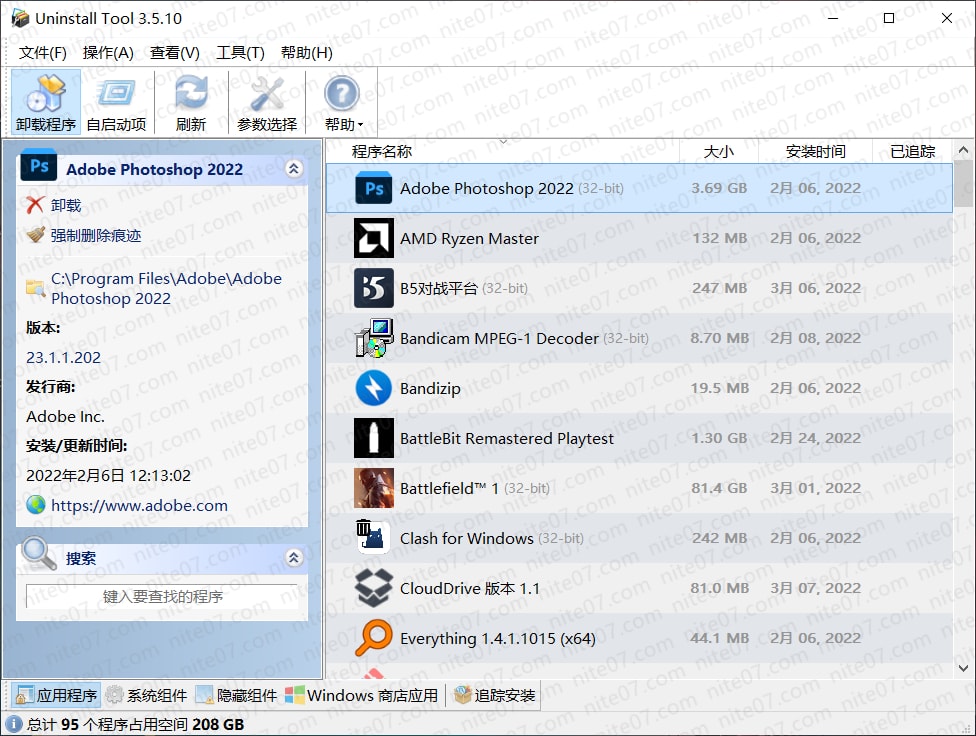 Uninstall Tool 3.5.10
文件(F) 操作(A) 查看(V) 工具(T) 帮助(H)
卸载程序 自启动项 刷新 参数选择 帮助
Ps Adobe Photoshop 2022
卸载
强制删除痕迹
C:\Program Files\Adobe\Adobe
Photoshop 2022
版本:
23.1.1.202
发行商:
Adobe Inc.
安装/更新时间:
2022年2月6日 12:13:02
https://www.adobe.com
搜索
键入要查找的程序
程序名称 大小 安装时间 已追踪
Ps Adobe Photoshop 2022 (32-bit) 3.69 GB 2月 06, 2022
AMD Ryzen Master 132 MB 2月 06, 2022
B5 B5对战平台 (32-bit) 247 MB 3月 06, 2022
Bandicam MPEG-1 Decoder (32-bit) 8.70 MB 2月 08, 2022
Bandizip 19.5 MB 2月 06, 2022
BattleBit Remastered Playtest 1.30 GB 2月 24, 2022
Battlefield™ 1 (32-bit) 81.4 GB 3月 01, 2022
Clash for Windows (32-bit) 242 MB 2月 06, 2022
CloudDrive 版本 1.1 81.0 MB 3月 07, 2022
Everything 1.4.1.1015 (x64) 44.1 MB 2月 06, 2022
应用程序 系统组件 隐藏组件 Windows 商店应用 追踪安装
总计 95 个程序占用空间 208 GB
nite07.com